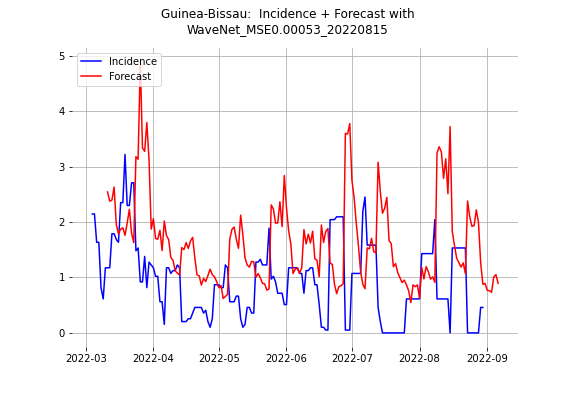 Guinea-Bissau:  Incidence + Forecast with
WaveNet_MSE0.00053_20220815
Incidence
Forecast
5
4
3
2
1
0
2022-03 2022-04 2022-05 2022-06 2022-07 2022-08 2022-09